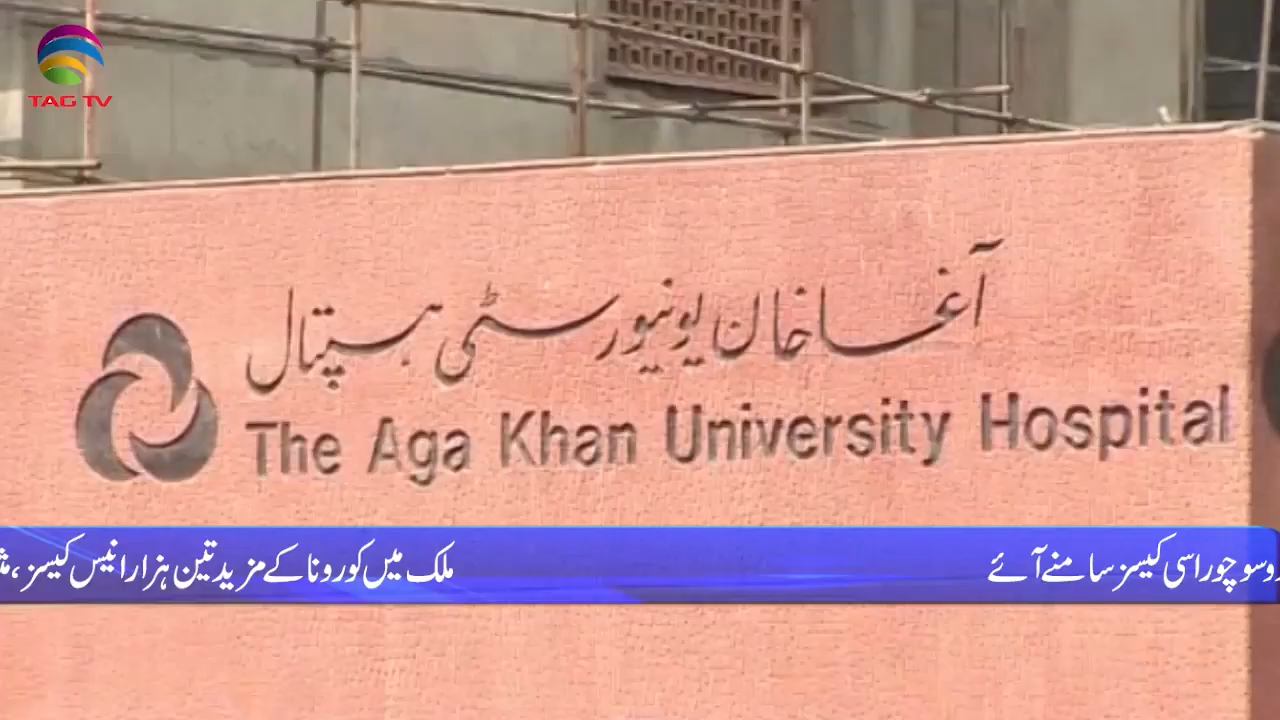 TAG TV
آغا خان یونیورسٹی ہسپتال
The Aga Khan University Hospital
سو چوراسی کیسز سامنے آئے
ملک میں کورونا کے مزید تین ہزار انیس کیسز،